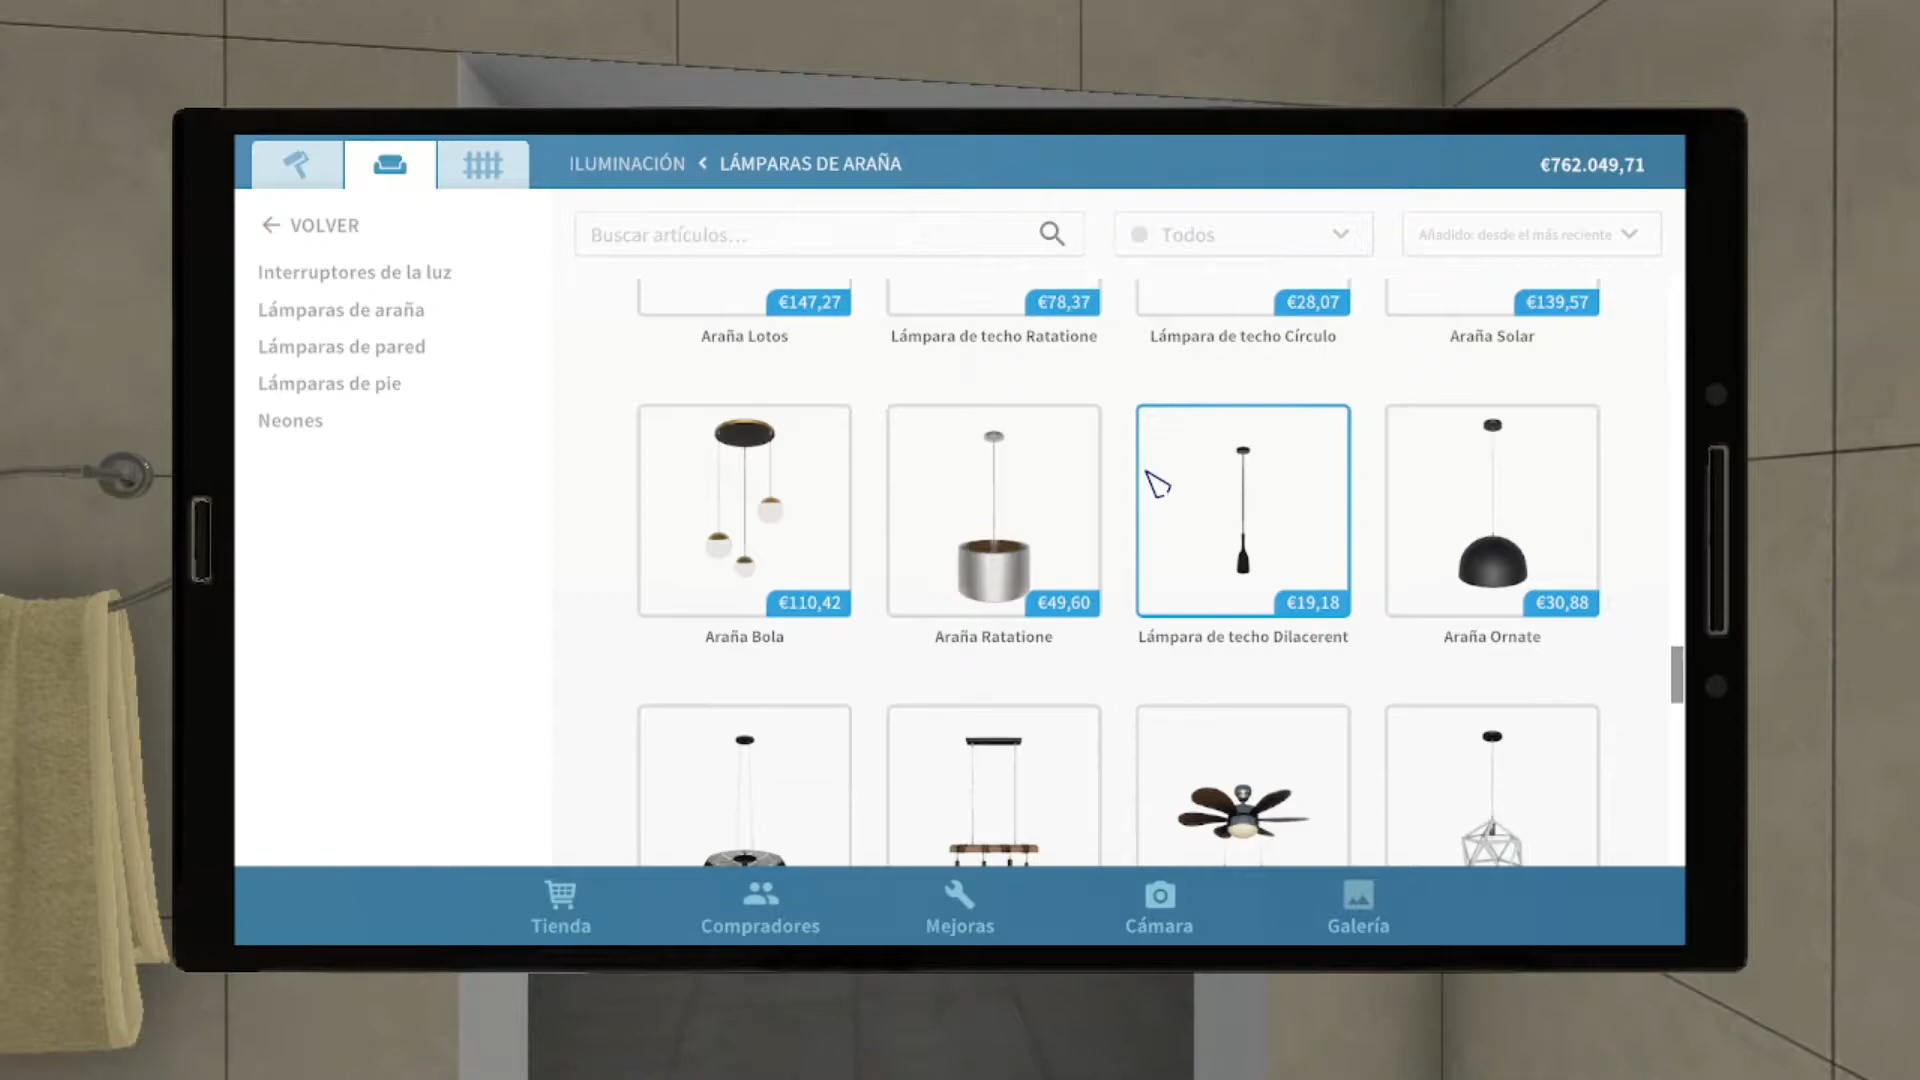 ILUMINACIÓN < LÁMPARAS DE ARAÑA
€762.049,71
VOLVER
Buscar artículos...
Todos
Añadido: desde el más reciente
Interruptores de la luz
Lámparas de araña
Lámparas de pared
Lámparas de pie
Neones
€147,27
€78,37
€28,07
€139,57
Araña Lotos
Lámpara de techo Ratatione
Lámpara de techo Círculo
Araña Solar
€110,42
€49,60
€19,18
€30,88
Araña Bola
Araña Ratatione
Lámpara de techo Dilacerent
Araña Ornate
Tienda
Compradores
Mejoras
Cámara
Galería